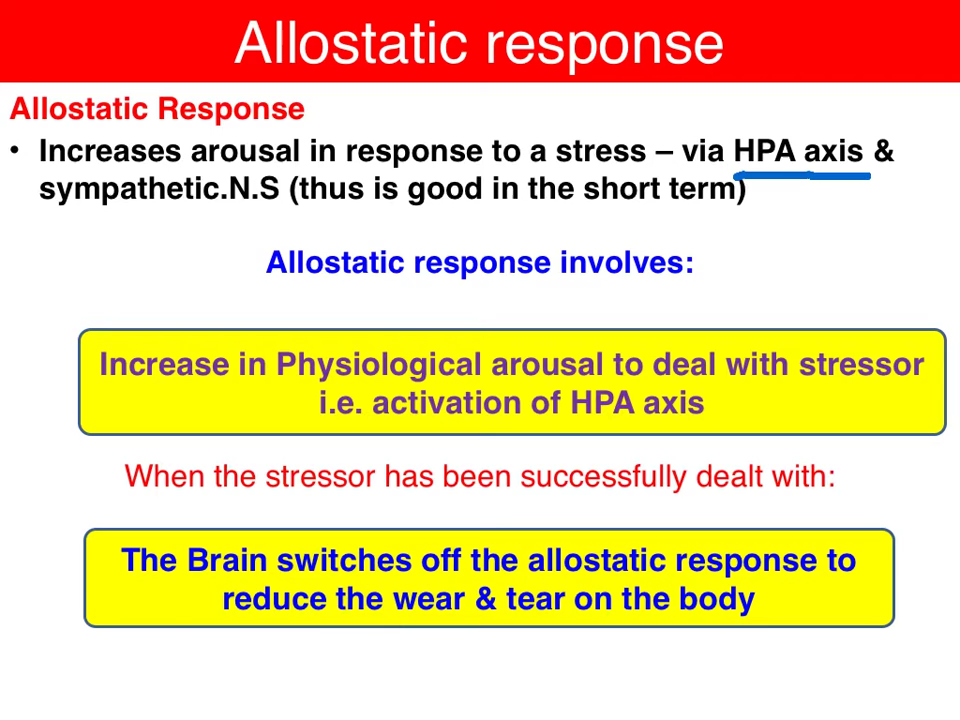 Allostatic response
Allostatic Response
• Increases arousal in response to a stress – via HPA axis &
sympathetic.N.S (thus is good in the short term)
Allostatic response involves:
Increase in Physiological arousal to deal with stressor
i.e. activation of HPA axis
When the stressor has been successfully dealt with:
The Brain switches off the allostatic response to
reduce the wear & tear on the body